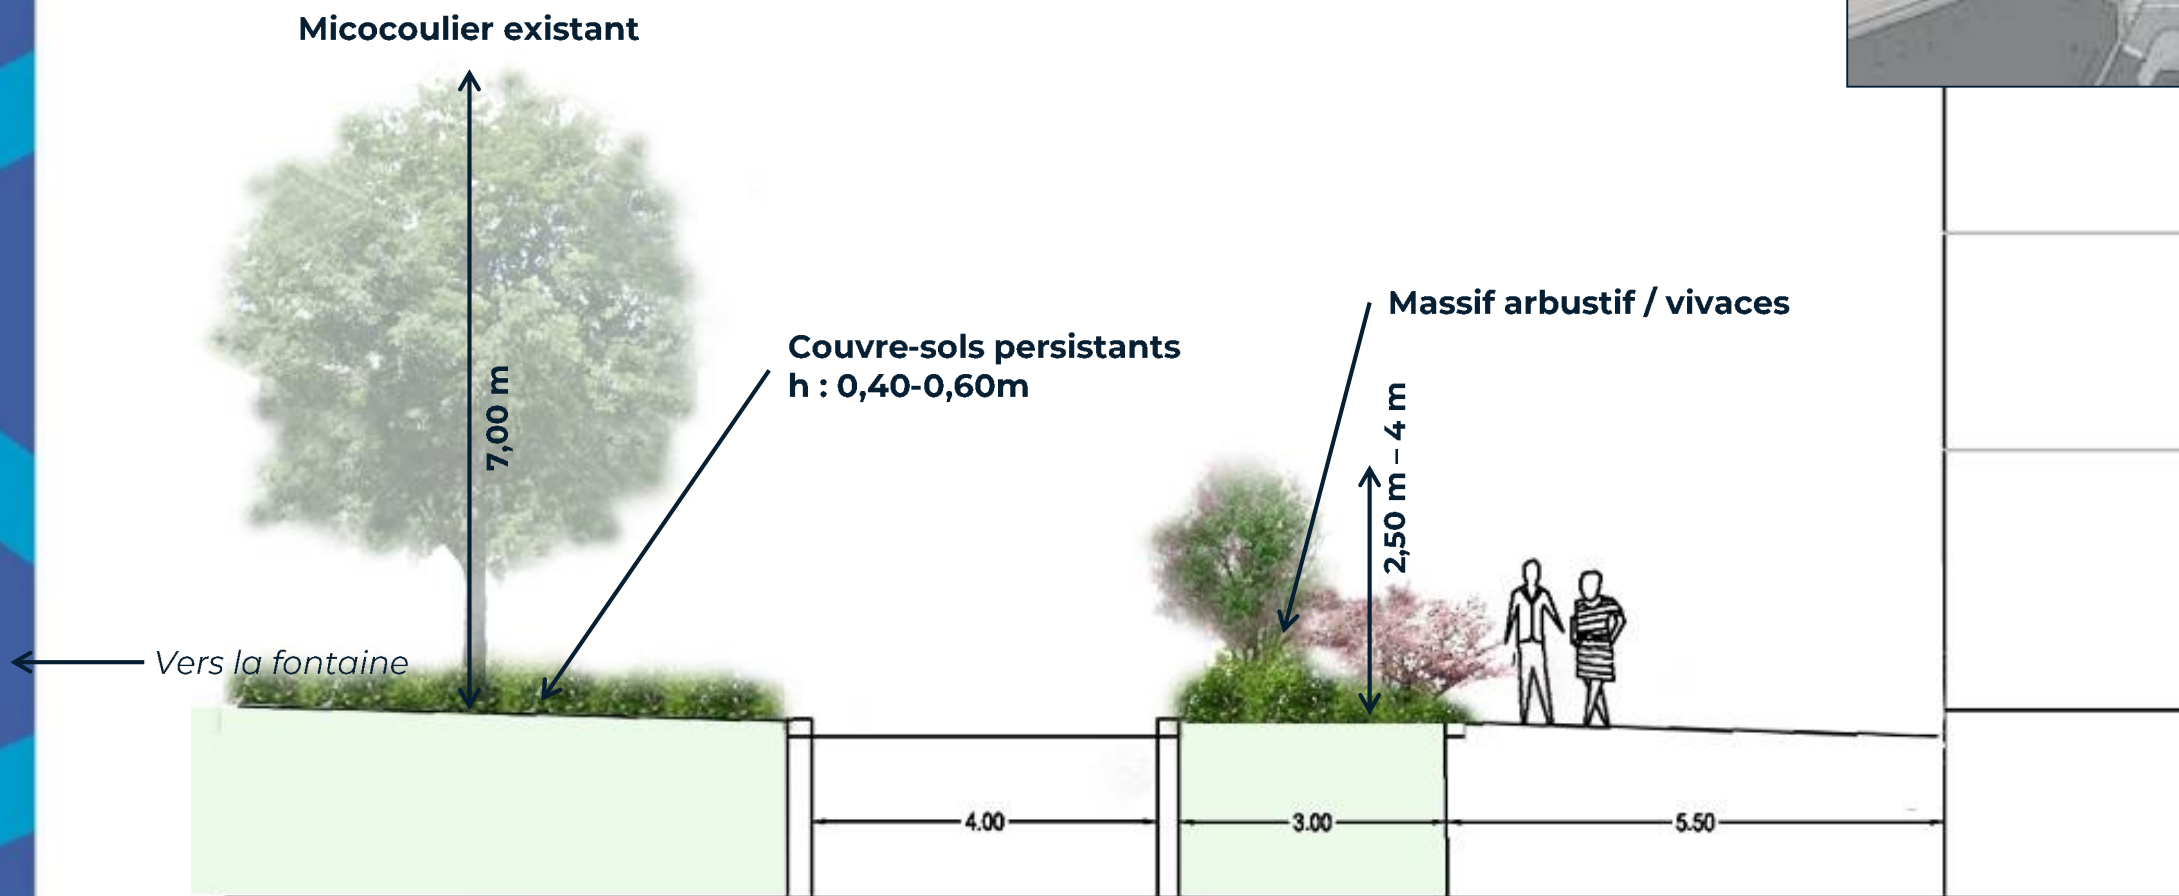 Micocoulier existant
7,00 m
Couvre-sols persistants
h : 0,40-0,60m
Massif arbustif / vivaces
2,50 m – 4 m
Vers la fontaine
4.00
3.00
5.50